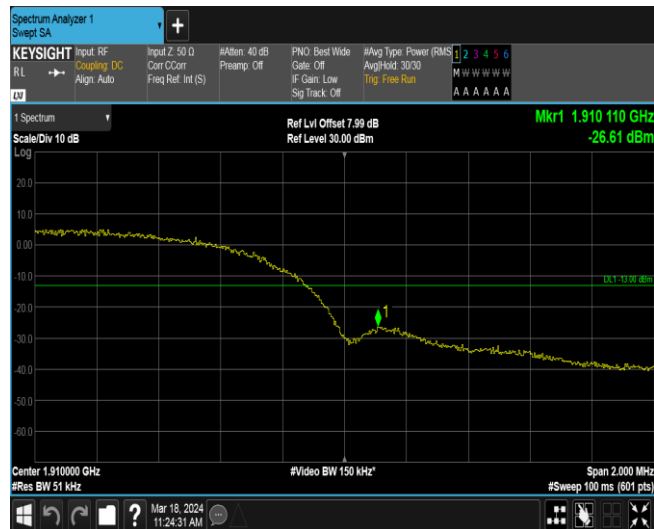 Spectrum Analyzer 1
Swept SA
KEYSIGHT
RL
LXI
Input: RF
Coupling: DC
Align: Auto
Input Z: 50 Ω
Corr CCorr
Freq Ref: Int (S)
#Atten: 40 dB
Preamp: Off
PNO: Best Wide
Gate: Off
IF Gain: Low
Sig Track: Off
#Avg Type: Power (RMS
Avg|Hold: 30/30
Trig: Free Run
1 2 3 4 5 6
M W W W W W
A A A A A A
1 Spectrum
Scale/Div 10 dB
Ref Lvl Offset 7.99 dB
Ref Level 30.00 dBm
Mkr1 1.910 110 GHz
-26.61 dBm
Log
20.0
10.0
0.00
-10.0
DL1 -13.00 dBm
-20.0
1
-30.0
-40.0
-50.0
-60.0
Center 1.910000 GHz
#Res BW 51 kHz
#Video BW 150 kHz*
Span 2.000 MHz
#Sweep 100 ms (601 pts)
?
Mar 18, 2024
11:24:31 AM